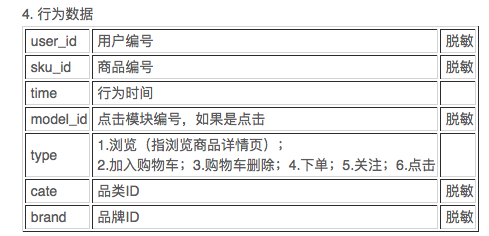 4. 行为数据
user_id 用户编号 脱敏
sku_id 商品编号 脱敏
time 行为时间
model_id 点击模块编号，如果是点击 脱敏
type 1.浏览（指浏览商品详情页）；
2.加入购物车；3.购物车删除；4.下单；5.关注；6.点击
cate 品类ID 脱敏
brand 品牌ID 脱敏